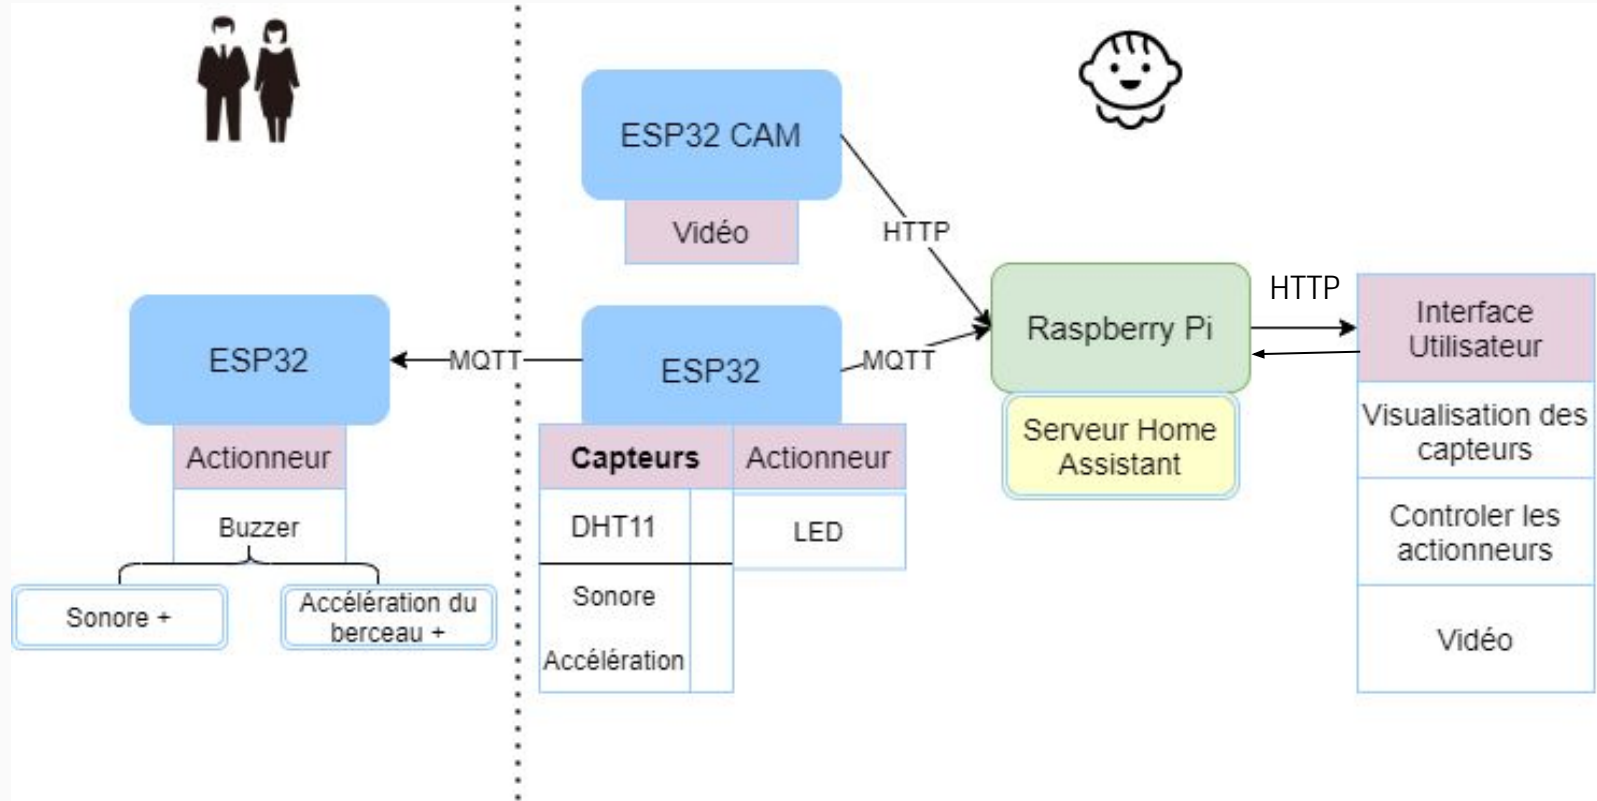 ESP32 CAM
Vidéo
HTTP
ESP32
Actionneur
Buzzer
Sonore +
Accélération du
berceau +
MQTT
ESP32
MQTT
Capteurs
Actionneur
DHT11
LED
Sonore
Accélération
Raspberry Pi
Serveur Home
Assistant
HTTP
Interface
Utilisateur
Visualisation des
capteurs
Controler les
actionneurs
Vidéo